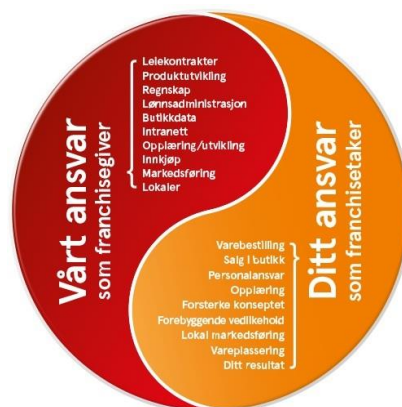 Vårt ansvar
som franchisegiver
Leiekontrakter
Produktutvikling
Regnskap
Lønnsadministrasjon
Butikkdata
Intranett
Opplæring/utvikling
Innkjøp
Markedsføring
Lokaler
Ditt ansvar
som franchisetaker
Varebestilling
Salg i butikk
Personalansvar
Opplæring
Forsterke konseptet
Forebyggende vedlikehold
Lokal markedsføring
Vareplassering
Ditt resultat